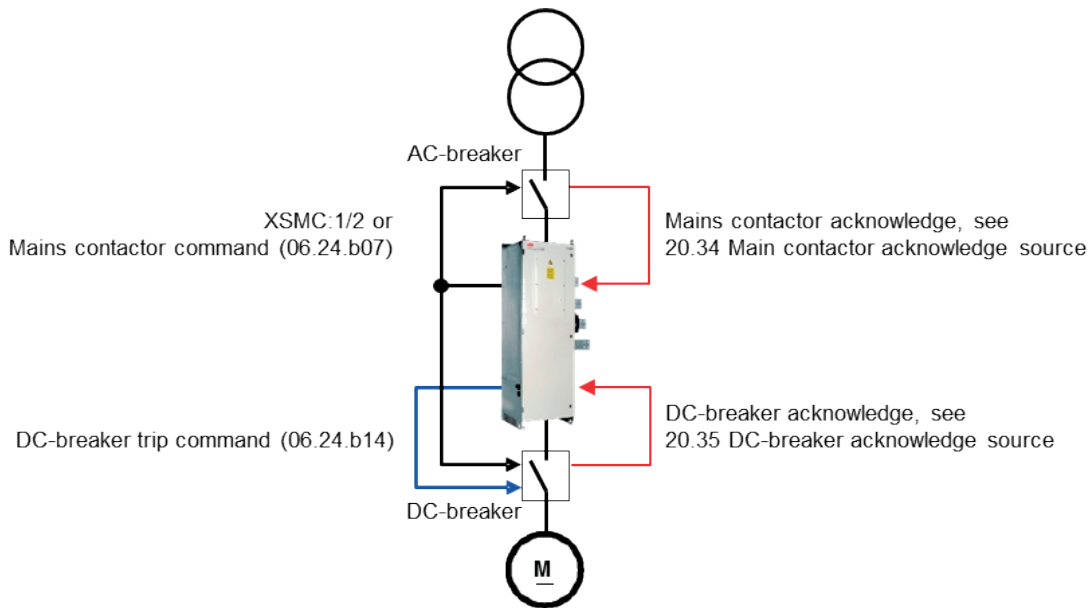 AC-breaker
XSMC:1/2 or
Mains contactor command (06.24.b07)
Mains contactor acknowledge, see
20.34 Main contactor acknowledge source
DC-breaker trip command (06.24.b14)
DC-breaker acknowledge, see
20.35 DC-breaker acknowledge source
DC-breaker
M